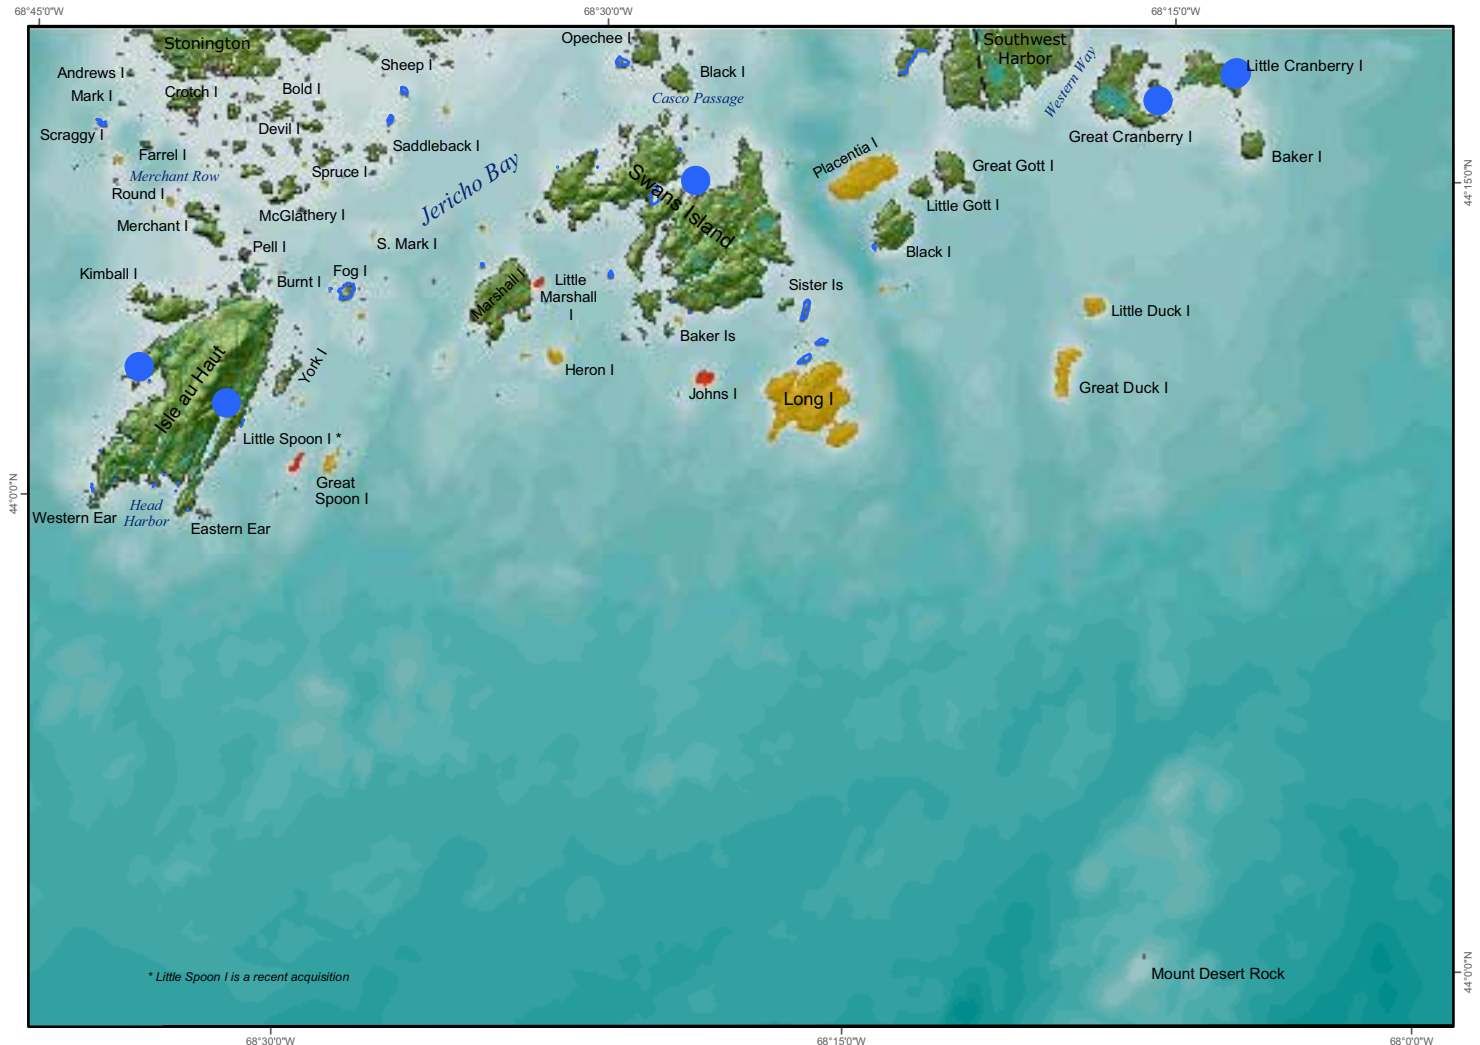 68°45'0"W
68°30'0"W
68°15'0"W
Stonington
Opechee I
Southwest
Harbor
Andrews I
Sheep I
Black I
Little Cranberry I
Mark I
Crotch I
Bold I
Casco Passage
Western Way
Scraggy I
Devil I
Great Cranberry I
Farrel I
Saddleback I
Baker I
Merchant Row
Spruce I
Placentia I
Great Gott I
44°15'0"N
Round I
Jericho Bay
Swans Island
Little Gott I
Merchant I
McGlathery I
Pell I
S. Mark I
Black I
Kimball I
Burnt I
Fog I
Marshall I
Little
Marshall
I
Sister Is
Little Duck I
Baker Is
Isle au Haut
York I
Heron I
Johns I
Long I
Great Duck I
Little Spoon I *
Great
Spoon I
44°0'0"N
Western Ear
Head
Harbor
Eastern Ear
* Little Spoon I is a recent acquisition
Mount Desert Rock
44°0'0"N
68°30'0"W
68°15'0"W
68°0'0"W